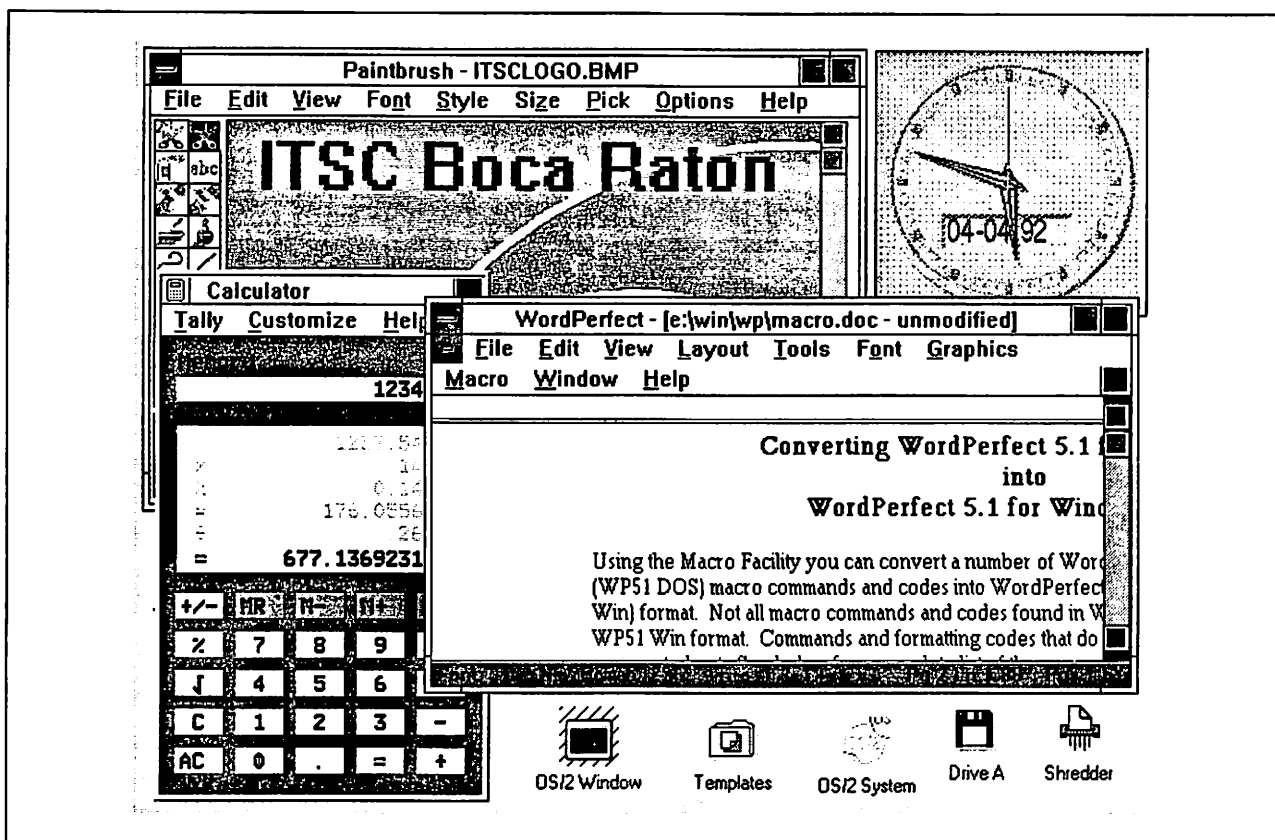 Paintbrush - ITSCLOGO.BMP
File Edit View Font Style Size Pick Options Help
abc
ITSC Boca Raton
04-04-92
Calculator
Tally Customize Help
1234
176.0556
26
= 677.1369231
+/- MR M- M+
% 7 8 9
√ 4 5 6
C 1 2 3 -
AC 0 . = +
WordPerfect - [e:\win\wp\macro.doc - unmodified]
File Edit View Layout Tools Font Graphics
Macro Window Help
Converting WordPerfect 5.1
into
WordPerfect 5.1 for Wind
Using the Macro Facility you can convert a number of Word
(WP51 DOS) macro commands and codes into WordPerfect
Win) format. Not all macro commands and codes found in W
WP51 Win format. Commands and formatting codes that do
OS/2 Window
Templates
OS/2 System
Drive A
Shredder